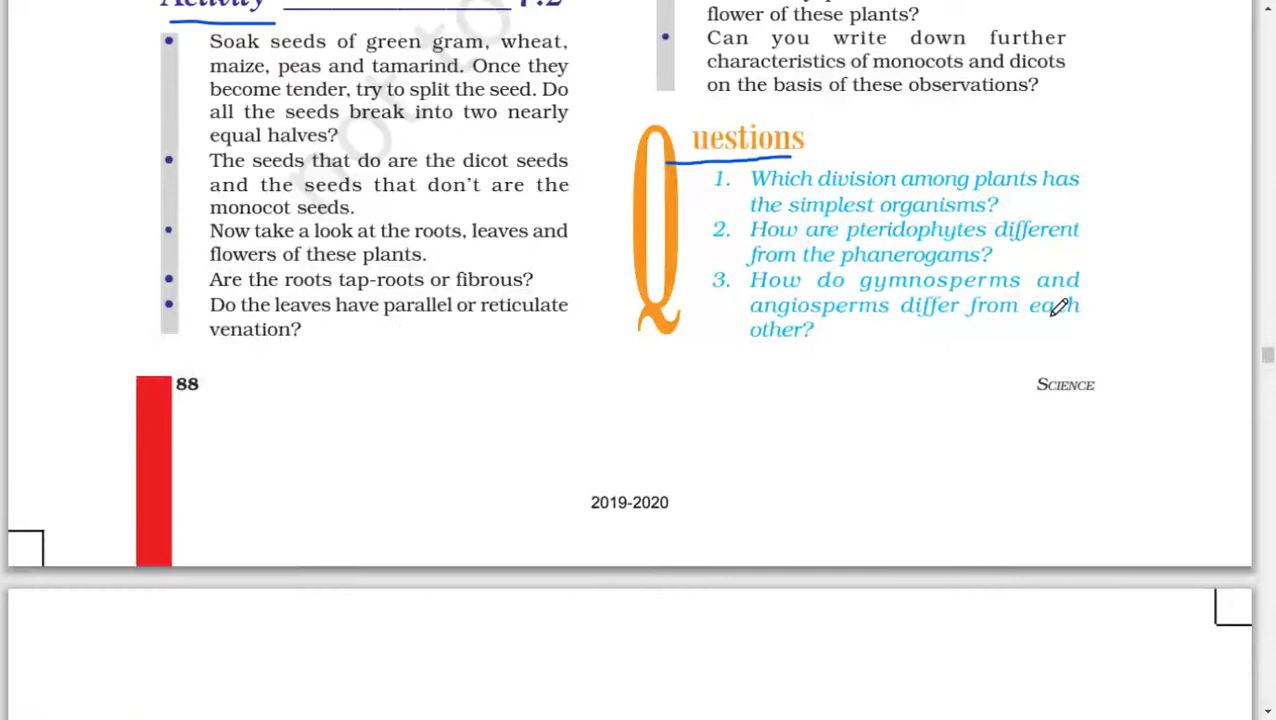 Activity ___________________ 7.2
• Soak seeds of green gram, wheat,
maize, peas and tamarind. Once they
become tender, try to split the seed. Do
all the seeds break into two nearly
equal halves?
• The seeds that do are the dicot seeds
and the seeds that don't are the
monocot seeds.
• Now take a look at the roots, leaves and
flowers of these plants.
• Are the roots tap-roots or fibrous?
• Do the leaves have parallel or reticulate
venation?
flower of these plants?
• Can you write down further
characteristics of monocots and dicots
on the basis of these observations?
Questions
1. Which division among plants has
the simplest organisms?
2. How are pteridophytes different
from the phanerogams?
3. How do gymnosperms and
angiosperms differ from each
other?
88
SCIENCE
2019-2020
not to